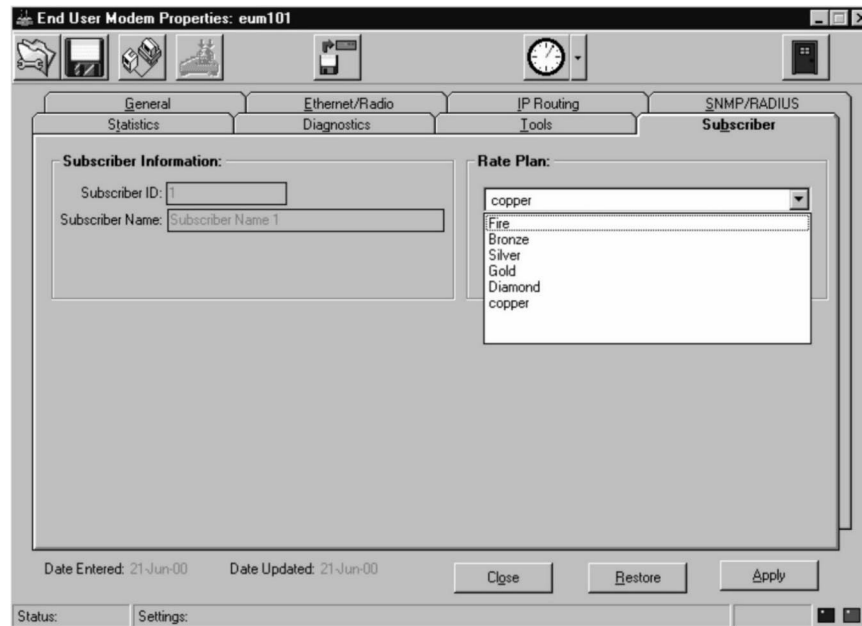 End User Modem Properties: eum101
General Ethernet/Radio IP Routing SNMP/RADIUS
Statistics Diagnostics Tools Subscriber
Subscriber Information:
Subscriber ID: 1
Subscriber Name: Subscriber Name 1
Rate Plan:
copper
Fire
Bronze
Silver
Gold
Diamond
copper
Date Entered: 21-Jun-00 Date Updated: 21-Jun-00
Close Restore Apply
Status: Settings: